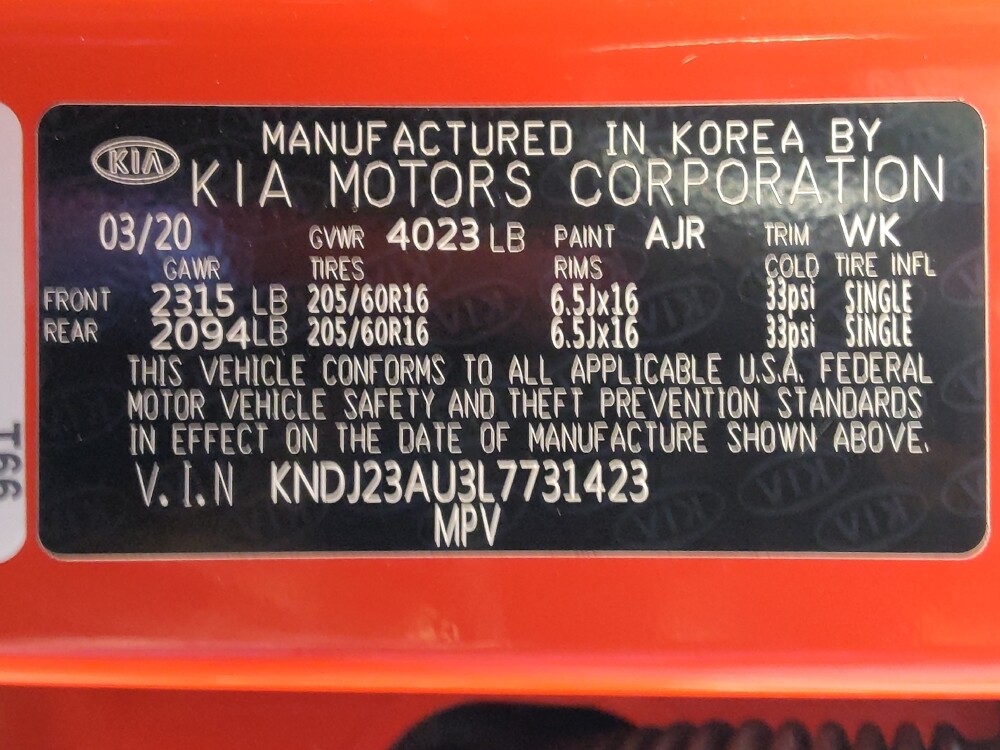 MANUFACTURED IN KOREA BY
KIA KIA MOTORS CORPORATION
03/20 GVWR 4023 LB PAINT AJR TRIM WK
GAWR TIRES RIMS COLD TIRE INFL
FRONT 2315 LB 205/60R16 6.5Jx16 33psi SINGLE
REAR 2094LB 205/60R16 6.5Jx16 33psi SINGLE
THIS VEHICLE CONFORMS TO ALL APPLICABLE U.S.A. FEDERAL
MOTOR VEHICLE SAFETY AND THEFT PREVENTION STANDARDS
IN EFFECT ON THE DATE OF MANUFACTURE SHOWN ABOVE.
V.I.N KNDJ23AU3L7731423
MPV